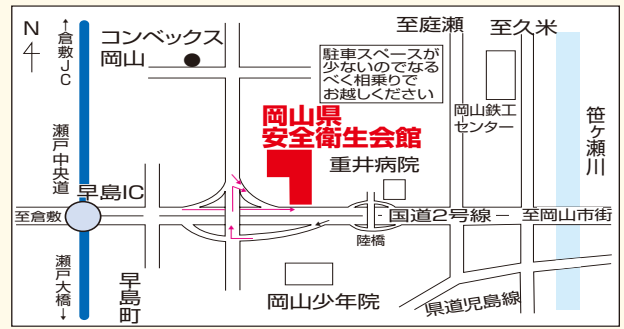 N
↑倉敷JC
瀬戸中央道
瀬戸大橋↓
コンベックス
岡山
駐車スペースが
少ないのでなる
べく相乗りで
お越しください
至庭瀬
至久米
岡山鉄工
センター
笹ヶ瀬川
岡山県
安全衛生会館
重井病院
早島IC
至倉敷
国道2号線
至岡山市街
陸橋
早島町
岡山少年院
県道児島線